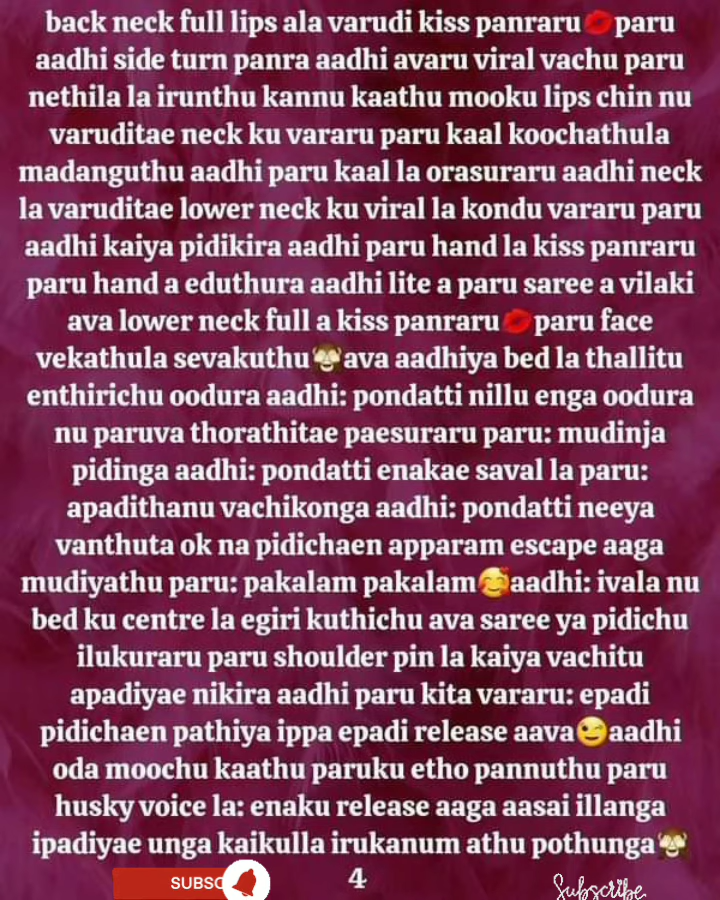 back neck full lips ala varudi kiss panraru💋paru
aadhi side turn panra aadhi avaru viral vachu paru
nethila la irunthu kannu kaathu mooku lips chin nu
varuditae neck ku vararu paru kaal koochathula
madanguthu aadhi paru kaal la orasuraru aadhi neck
la varuditae lower neck ku viral la kondu vararu paru
aadhi kaiya pidikira aadhi paru hand la kiss panraru
paru hand a eduthura aadhi lite a paru saree a vilaki
ava lower neck full a kiss panraru💋paru face
vekathula sevakuthu🙈ava aadhiya bed la thallitu
enthirichu oodura aadhi: pondatti nillu enga oodura
nu paruva thorathitae paesuraru paru: mudinja
pidinga aadhi: pondatti enakae saval la paru:
apadithanu vachikonga aadhi: pondatti neeya
vanthuta ok na pidichaen apparam escape aaga
mudiyathu paru: pakalam pakalam🥰aadhi: ivala nu
bed ku centre la egiri kuthichu ava saree ya pidichu
ilukuraru paru shoulder pin la kaiya vachitu
apadiyae nikira aadhi paru kita vararu: epadi
pidichaen pathiya ippa epadi release aava😉aadhi
oda moochu kaathu paruku etho pannuthu paru
husky voice la: enaku release aaga aasai illanga
ipadiyae unga kaikulla irukanum athu pothunga🙈
SUBSC
4
Subscribe